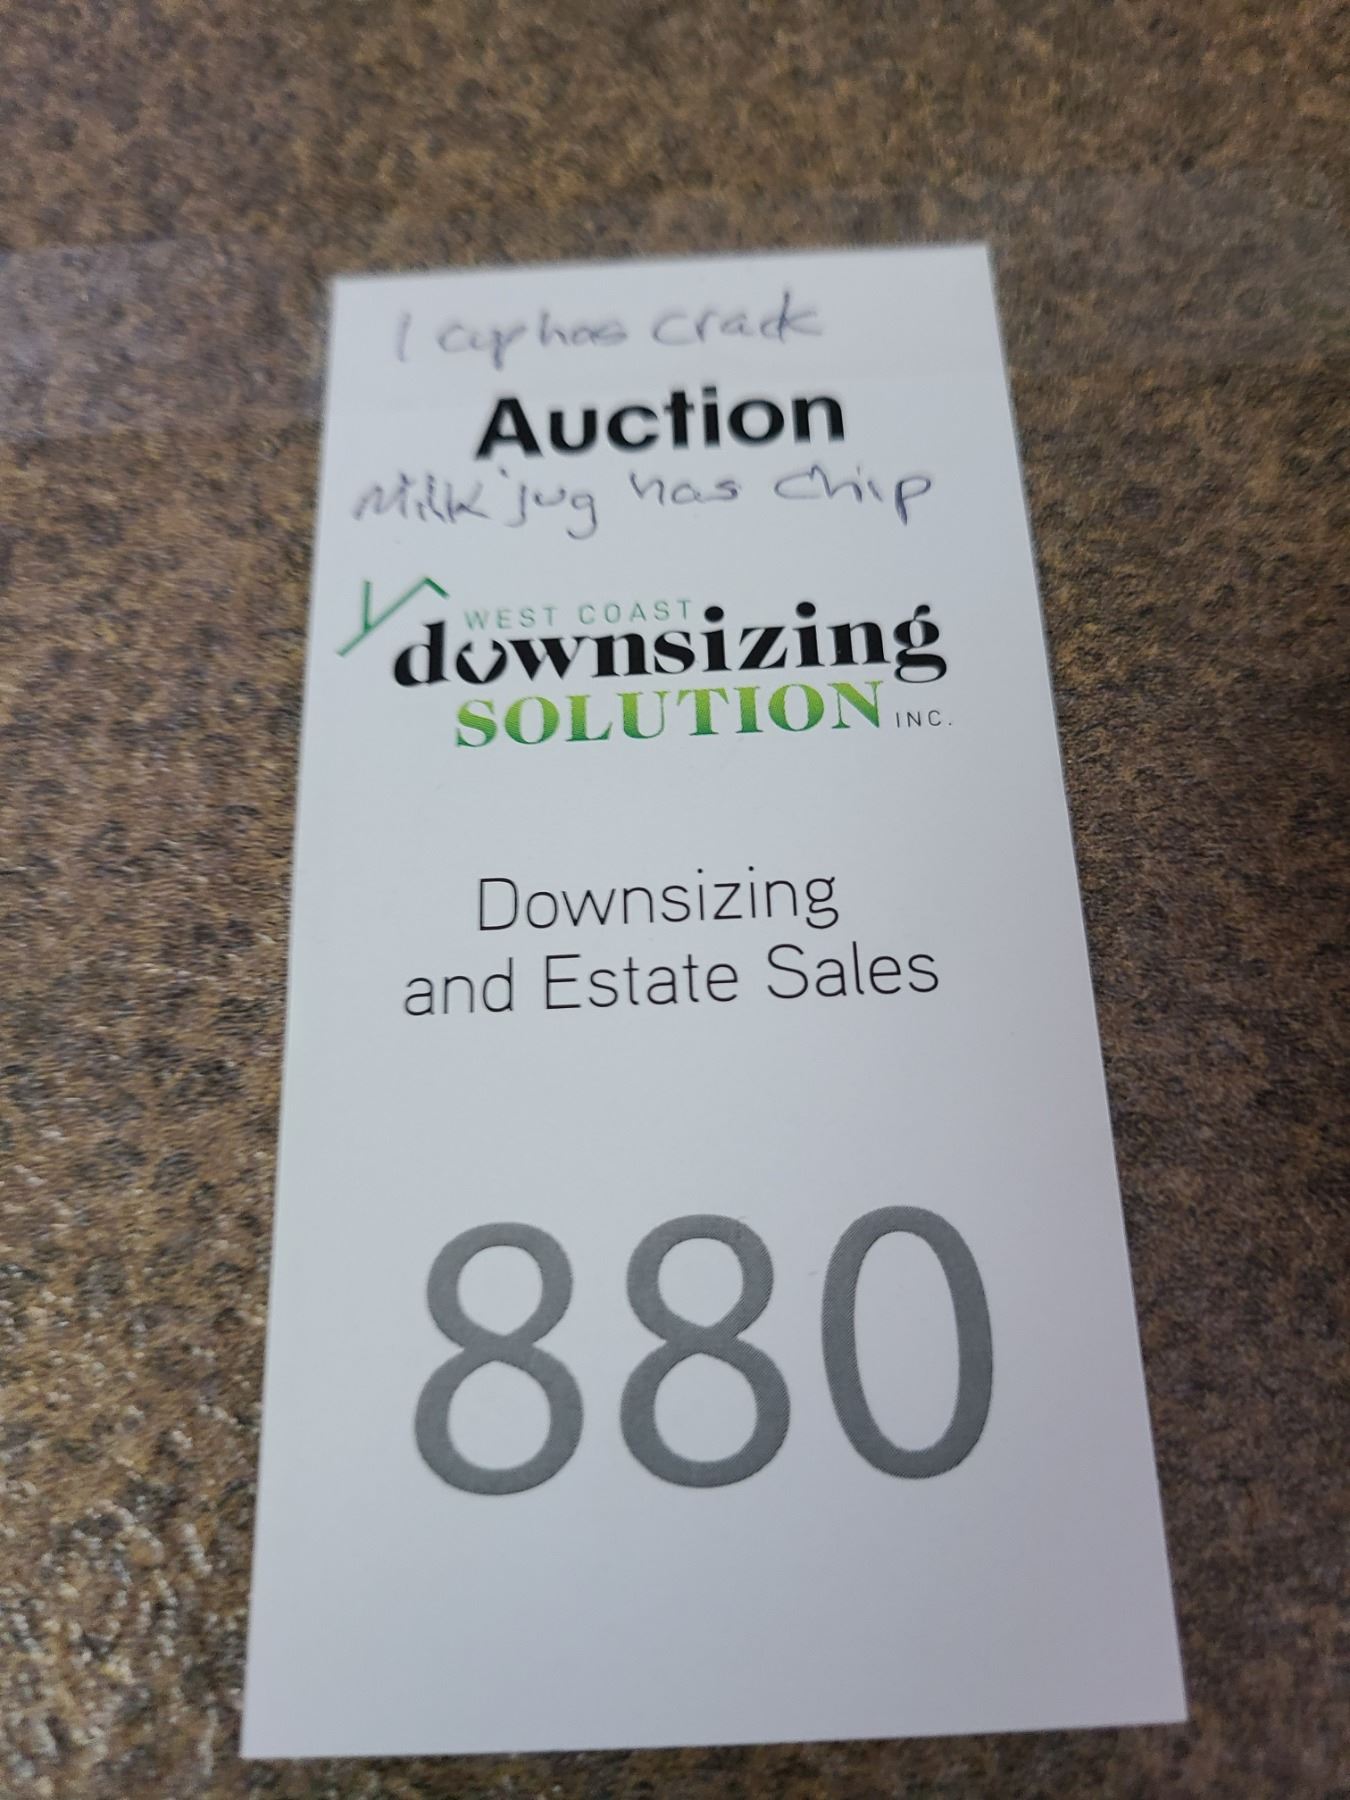 1 cup has crack
Auction
Milk jug has chip
WEST COAST
downsizing
SOLUTION INC.
Downsizing
and Estate Sales
880